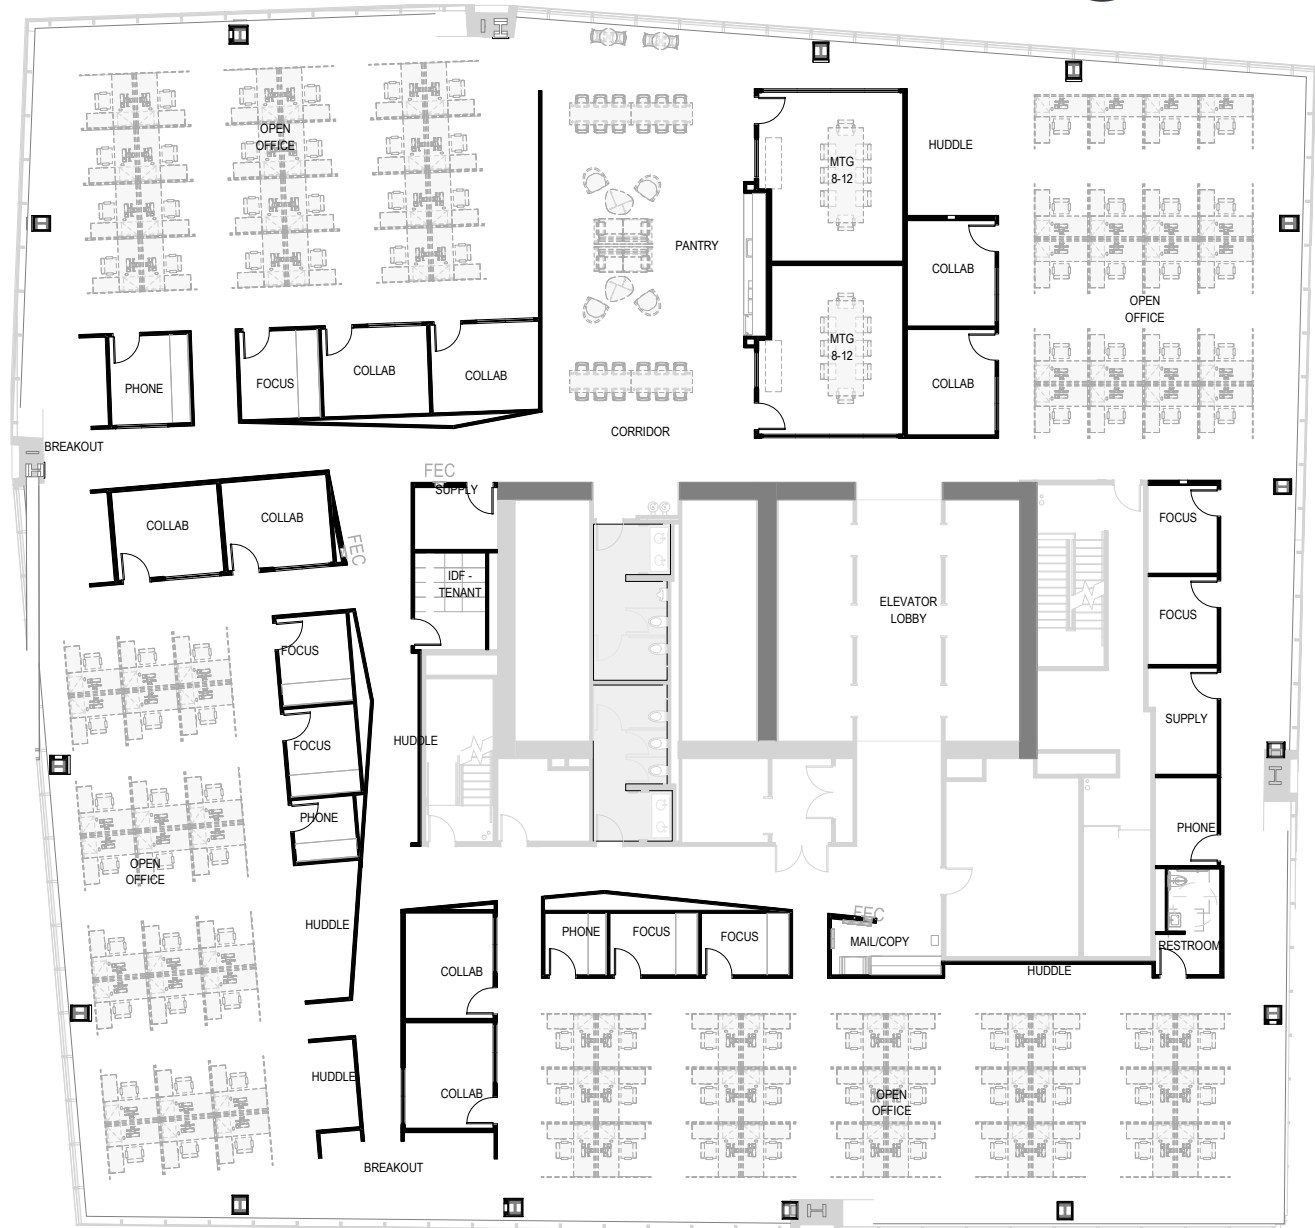 OPEN
OFFICE
MTG
8-12
HUDDLE
PANTRY
COLLAB
OPEN
OFFICE
MTG
8-12
PHONE
FOCUS
COLLAB
COLLAB
COLLAB
CORRIDOR
BREAKOUT
FEC
SUPPLY
COLLAB
COLLAB
FEC
FOCUS
IDF -
TENANT
ELEVATOR
LOBBY
FOCUS
FOCUS
SUPPLY
FOCUS
HUDDLE
PHONE
PHONE
OPEN
OFFICE
HUDDLE
PHONE
FOCUS
FOCUS
FEC
MAIL/COPY
RESTROOM
COLLAB
HUDDLE
HUDDLE
COLLAB
OPEN
OFFICE
BREAKOUT